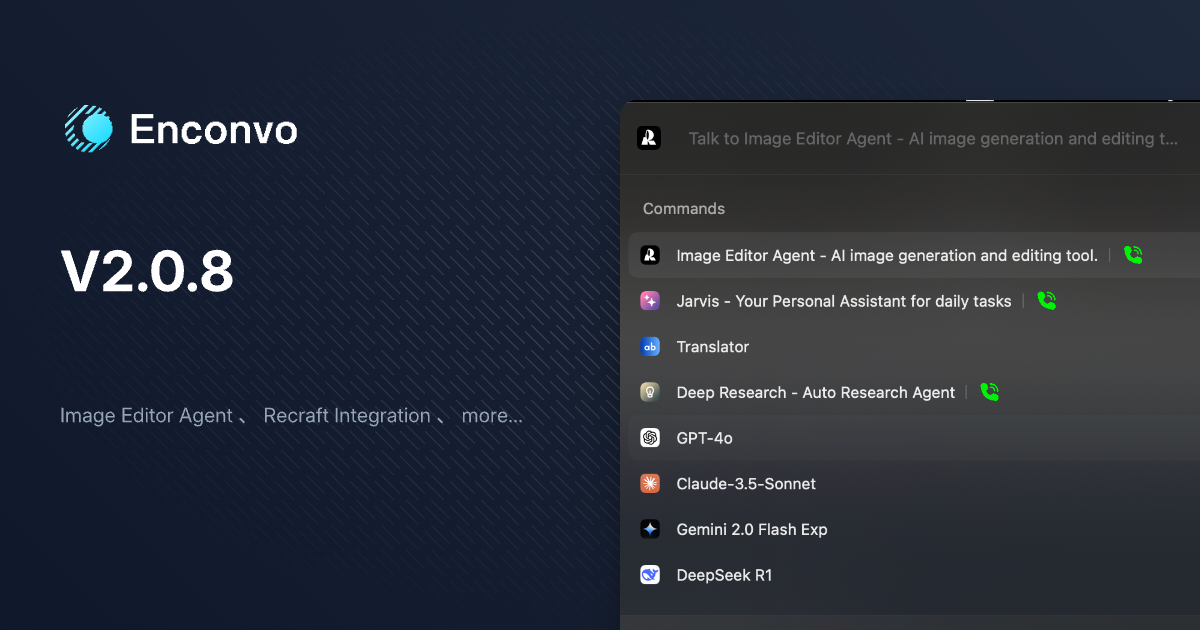 Enconvo
V2.0.8
Image Editor Agent 、 Recraft Integration 、 more...
Talk to Image Editor Agent - AI image generation and editing t...
Commands
Image Editor Agent - AI image generation and editing tool.
Jarvis - Your Personal Assistant for daily tasks
ab Translator
Deep Research - Auto Research Agent
GPT-4o
Claude-3.5-Sonnet
Gemini 2.0 Flash Exp
DeepSeek R1